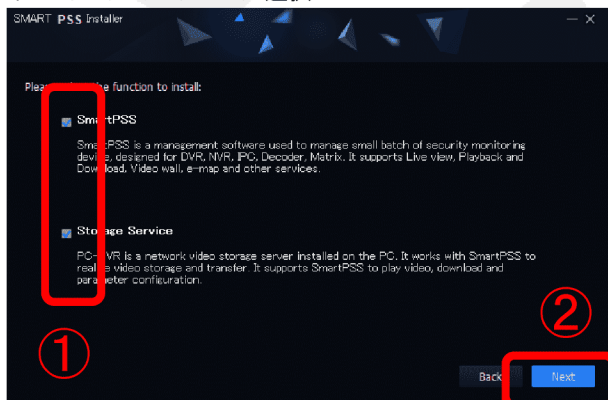 SMART PSS Installer
the function to install:
SmartPSS
SmartPSS is a management software used to manage small batch of security monitoring
device, designed for DVR, NVR, IPC, Decoder, Matrix. It supports Live view, Playback and
Download, Video wall, e-map and other services.
Storage Service
PC-NVR is a network video storage server installed on the PC. It works with SmartPSS to
realize video storage and transfer. It supports SmartPSS to play video, download and
parameter configuration.
①
②
Back
Next